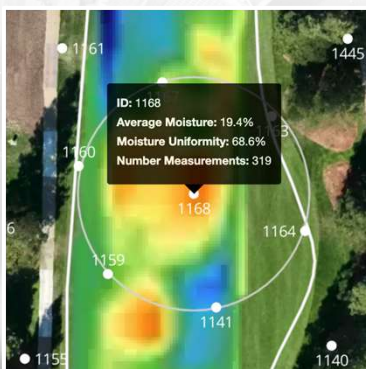 1161
1445
ID: 1168
Average Moisture: 19.4%
Moisture Uniformity: 68.6%
Number Measurements: 319
1160
1168
6
1164
1159
1141
1155
1140